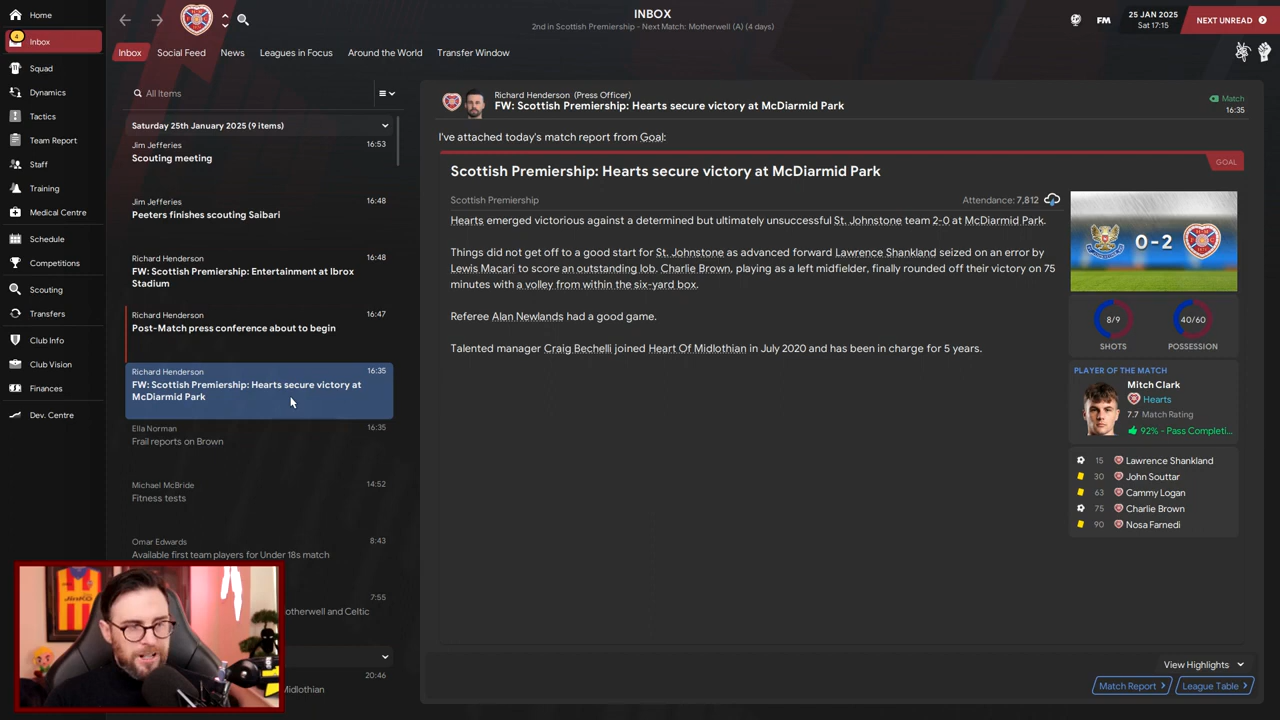 Home
4
Inbox
Squad
Dynamics
Tactics
Team Report
Staff
Training
Medical Centre
Schedule
Competitions
Scouting
Transfers
Club Info
Club Vision
Finances
Dev. Centre
INBOX
2nd in Scottish Premiership - Next Match: Motherwell (A) (4 days)
FM
25 JAN 2025
Sat 17:15
NEXT UNREAD
Inbox Social Feed News Leagues in Focus Around the World Transfer Window
All Items
Saturday 25th January 2025 (9 items)
Jim Jefferies 16:53
Scouting meeting
Jim Jefferies 16:48
Peeters finishes scouting Saibari
Richard Henderson 16:48
FW: Scottish Premiership: Entertainment at Ibrox
Stadium
Richard Henderson 16:47
Post-Match press conference about to begin
Richard Henderson 16:35
FW: Scottish Premiership: Hearts secure victory at
McDiarmid Park
Ella Norman 16:35
Frail reports on Brown
Michael McBride 14:52
Fitness tests
Omar Edwards 8:43
Available first team players for Under 18s match
7:55
otherwell and Celtic
20:46
Midlothian
Richard Henderson (Press Officer)
FW: Scottish Premiership: Hearts secure victory at McDiarmid Park
Match
16:35
I've attached today's match report from Goal:
GOAL
Scottish Premiership: Hearts secure victory at McDiarmid Park
Scottish Premiership Attendance: 7,812
Hearts emerged victorious against a determined but ultimately unsuccessful St. Johnstone team 2-0 at McDiarmid Park.
Things did not get off to a good start for St. Johnstone as advanced forward Lawrence Shankland seized on an error by
Lewis Macari to score an outstanding lob. Charlie Brown, playing as a left midfielder, finally rounded off their victory on 75
minutes with a volley from within the six-yard box.
Referee Alan Newlands had a good game.
Talented manager Craig Bechelli joined Heart Of Midlothian in July 2020 and has been in charge for 5 years.
0-2
8/9 40/60
SHOTS POSSESSION
PLAYER OF THE MATCH
Mitch Clark
Hearts
7.7 Match Rating
92% - Pass Completi...
15 Lawrence Shankland
30 John Souttar
63 Cammy Logan
75 Charlie Brown
90 Nosa Farnedi
View Highlights
Match Report League Table